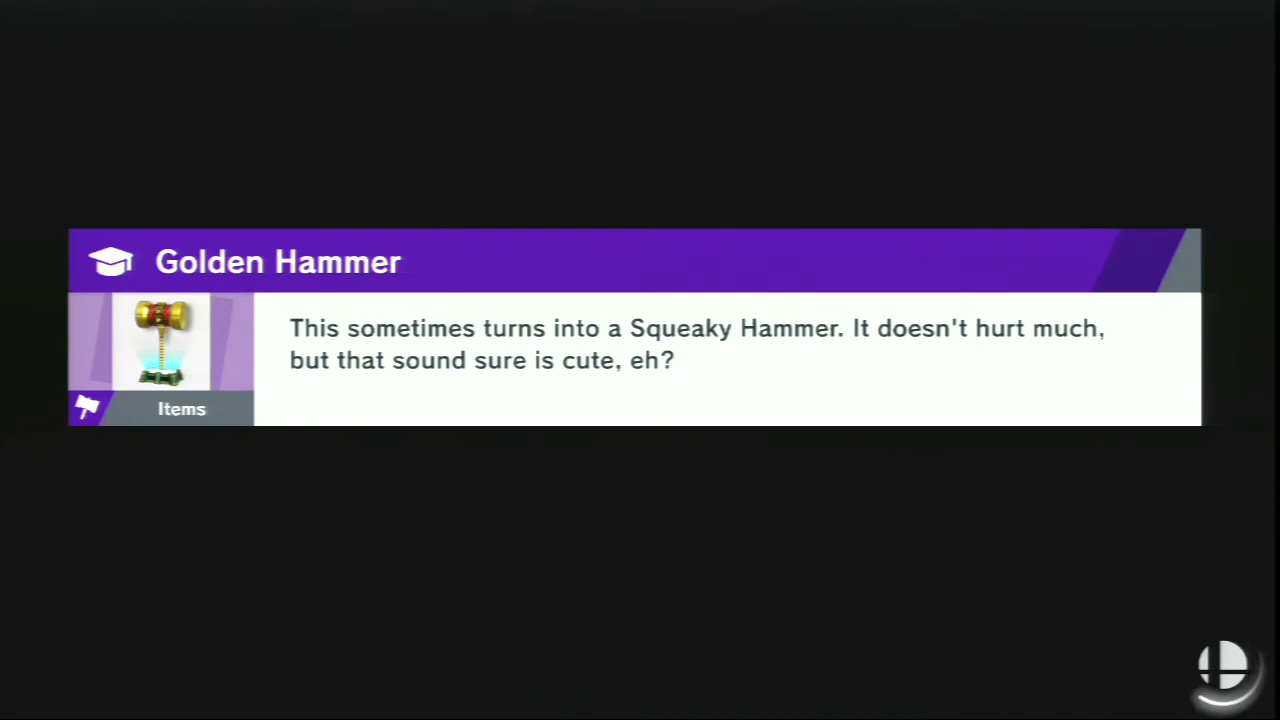 Golden Hammer
This sometimes turns into a Squeaky Hammer. It doesn't hurt much,
but that sound sure is cute, eh?
Items